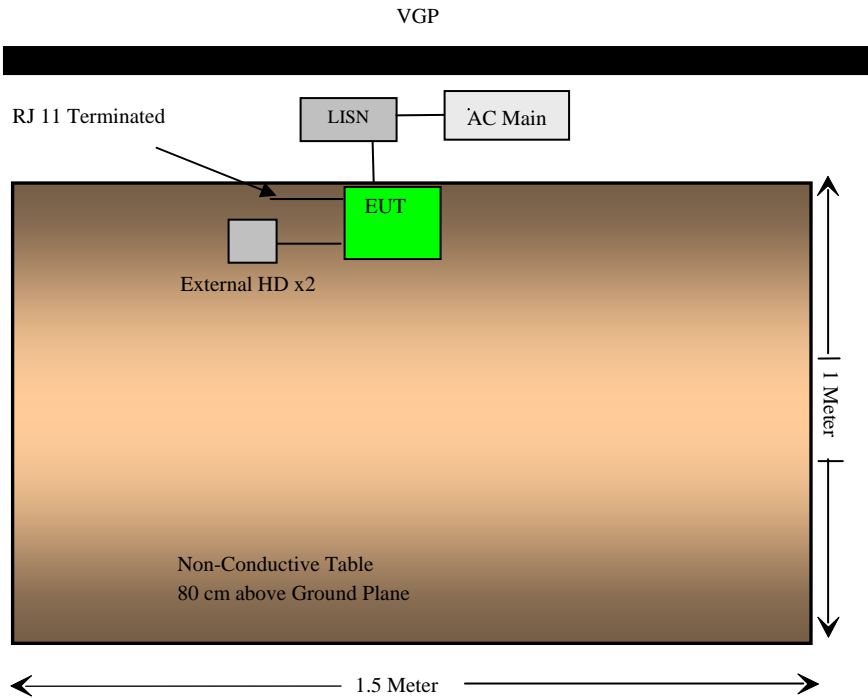 VGP
RJ 11 Terminated
LISN
AC Main
EUT
External HD x2
1 Meter
Non-Conductive Table
80 cm above Ground Plane
1.5 Meter